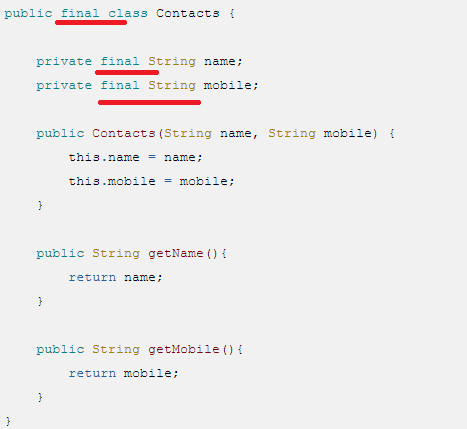 public final class Contacts {
private final String name;
private final String mobile;
public Contacts(String name, String mobile) {
this.name = name;
this.mobile = mobile;
}
public String getName(){
return name;
}
public String getMobile(){
return mobile;
}
}